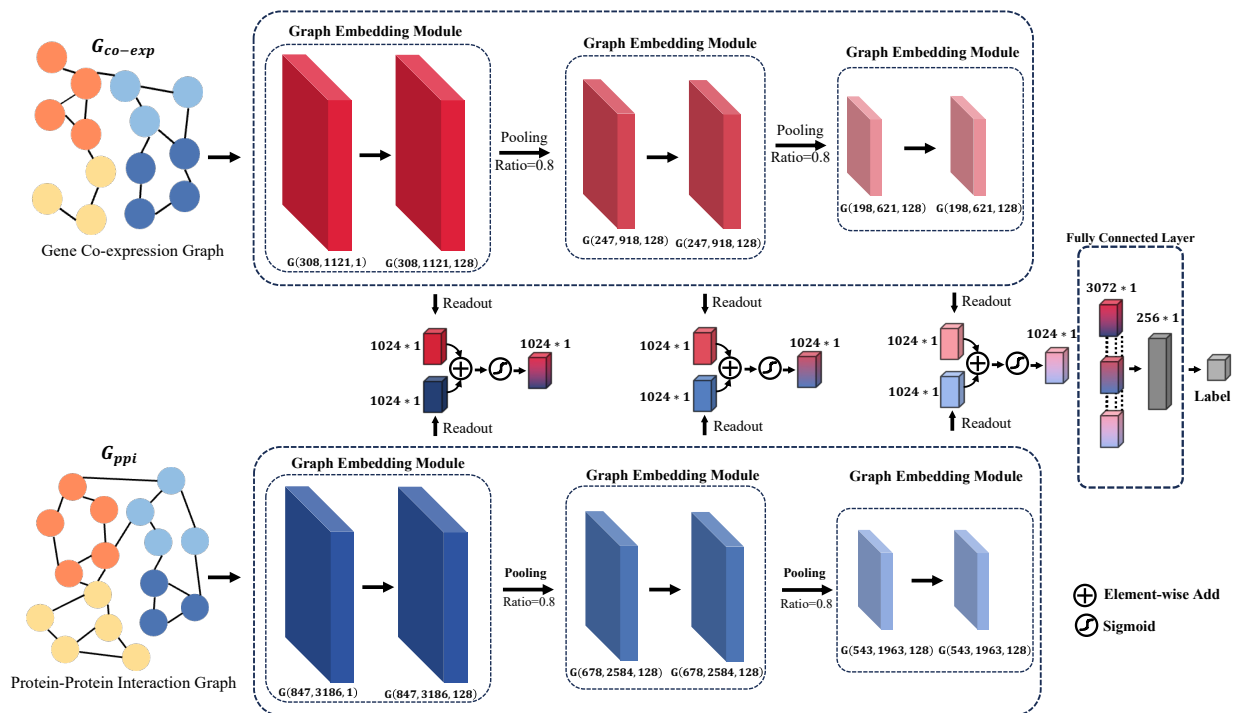 G_co-exp
Gene Co-expression Graph
Graph Embedding Module
Graph Embedding Module
Graph Embedding Module
Pooling
Ratio=0.8
Pooling
Ratio=0.8
G(308, 1121, 1)
G(308, 1121, 128)
G(247, 918, 128)
G(247, 918, 128)
G(198, 621, 128)
G(198, 621, 128)
Readout
Readout
Readout
1024 * 1
1024 * 1
1024 * 1
1024 * 1
1024 * 1
1024 * 1
1024 * 1
1024 * 1
1024 * 1
Readout
Readout
Readout
Fully Connected Layer
3072 * 1
256 * 1
Label
G_ppi
Protein-Protein Interaction Graph
Graph Embedding Module
Graph Embedding Module
Graph Embedding Module
Pooling
Ratio=0.8
Pooling
Ratio=0.8
G(847, 3186, 1)
G(847, 3186, 128)
G(678, 2584, 128)
G(678, 2584, 128)
G(543, 1963, 128)
G(543, 1963, 128)
Element-wise Add
Sigmoid